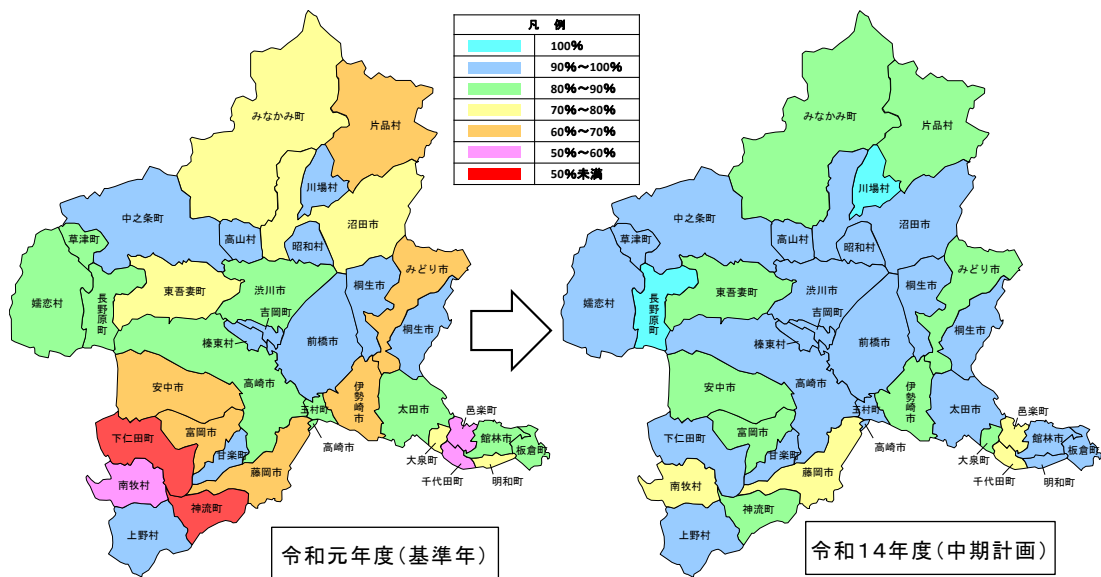 凡 例
100%
90%～100%
80%～90%
70%～80%
60%～70%
50%～60%
50%未満
みなかみ町
片品村
川場村
沼田市
中之条町
高山村
昭和村
草津町
嬬恋村
長野原町
東吾妻町
渋川市
吉岡町
榛東村
前橋市
桐生市
みどり市
桐生市
高崎市
安中市
富岡市
下仁田町
甘楽町
南牧村
神流町
上野村
藤岡市
玉村町
高崎市
伊勢崎市
太田市
邑楽町
館林市
板倉町
大泉町
千代田町
明和町
令和元年度(基準年)
みなかみ町
片品村
川場村
沼田市
中之条町
高山村
昭和村
草津町
嬬恋村
長野原町
東吾妻町
渋川市
吉岡町
榛東村
前橋市
桐生市
みどり市
桐生市
高崎市
安中市
富岡市
下仁田町
甘楽町
南牧村
神流町
上野村
藤岡市
玉村町
高崎市
伊勢崎市
太田市
邑楽町
館林市
板倉町
大泉町
千代田町
明和町
令和14年度(中期計画)